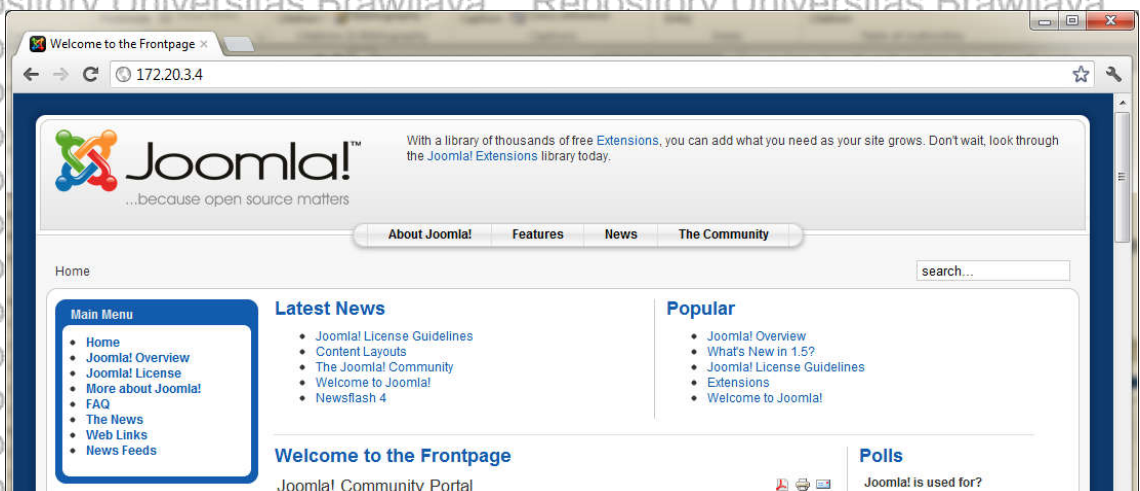 Repository Universitas Brawijaya
Welcome to the Frontpage
172.20.3.4
Joomla!™
...because open source matters
With a library of thousands of free Extensions, you can add what you need as your site grows. Don't wait, look through
the Joomla! Extensions library today.
About Joomla! Features News The Community
Home
search...
Main Menu
Home
Joomla! Overview
Joomla! License
More about Joomla!
FAQ
The News
Web Links
News Feeds
Latest News
Joomla! License Guidelines
Content Layouts
The Joomla! Community
Welcome to Joomla!
Newsflash 4
Popular
Joomla! Overview
What's New in 1.5?
Joomla! License Guidelines
Extensions
Welcome to Joomla!
Welcome to the Frontpage
Joomla! Community Portal
Polls
Joomla! is used for?